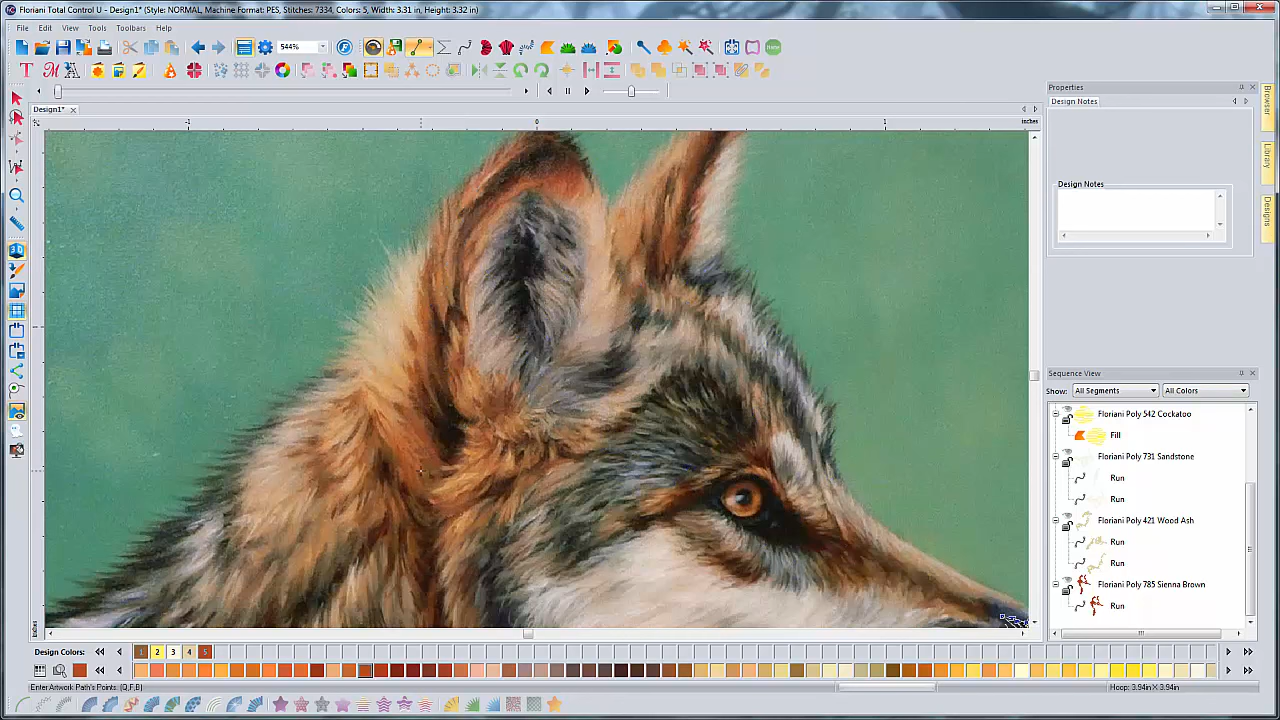 Floriani Total Control U - Design1* (Style: NORMAL, Machine Format: PES, Stitches: 7334, Colors: 5, Width: 3.31 in, Height: 3.32 in)
File Edit View Tools Toolbars Help
544%
Design1*
-1 0 1 inches
inches
Properties
Design Notes
Design Notes
Browser
Library
Designs
Sequence View
Show: All Segments All Colors
Floriani Poly 542 Cockatoo
Fill
Floriani Poly 731 Sandstone
Run
Run
Floriani Poly 421 Wood Ash
Run
Run
Floriani Poly 785 Sienna Brown
Run
Design Colors: 1 2 3 4 5
Enter Artwork: Path's Points: (Q,F,B) Hoop: 3.94in X 3.94in